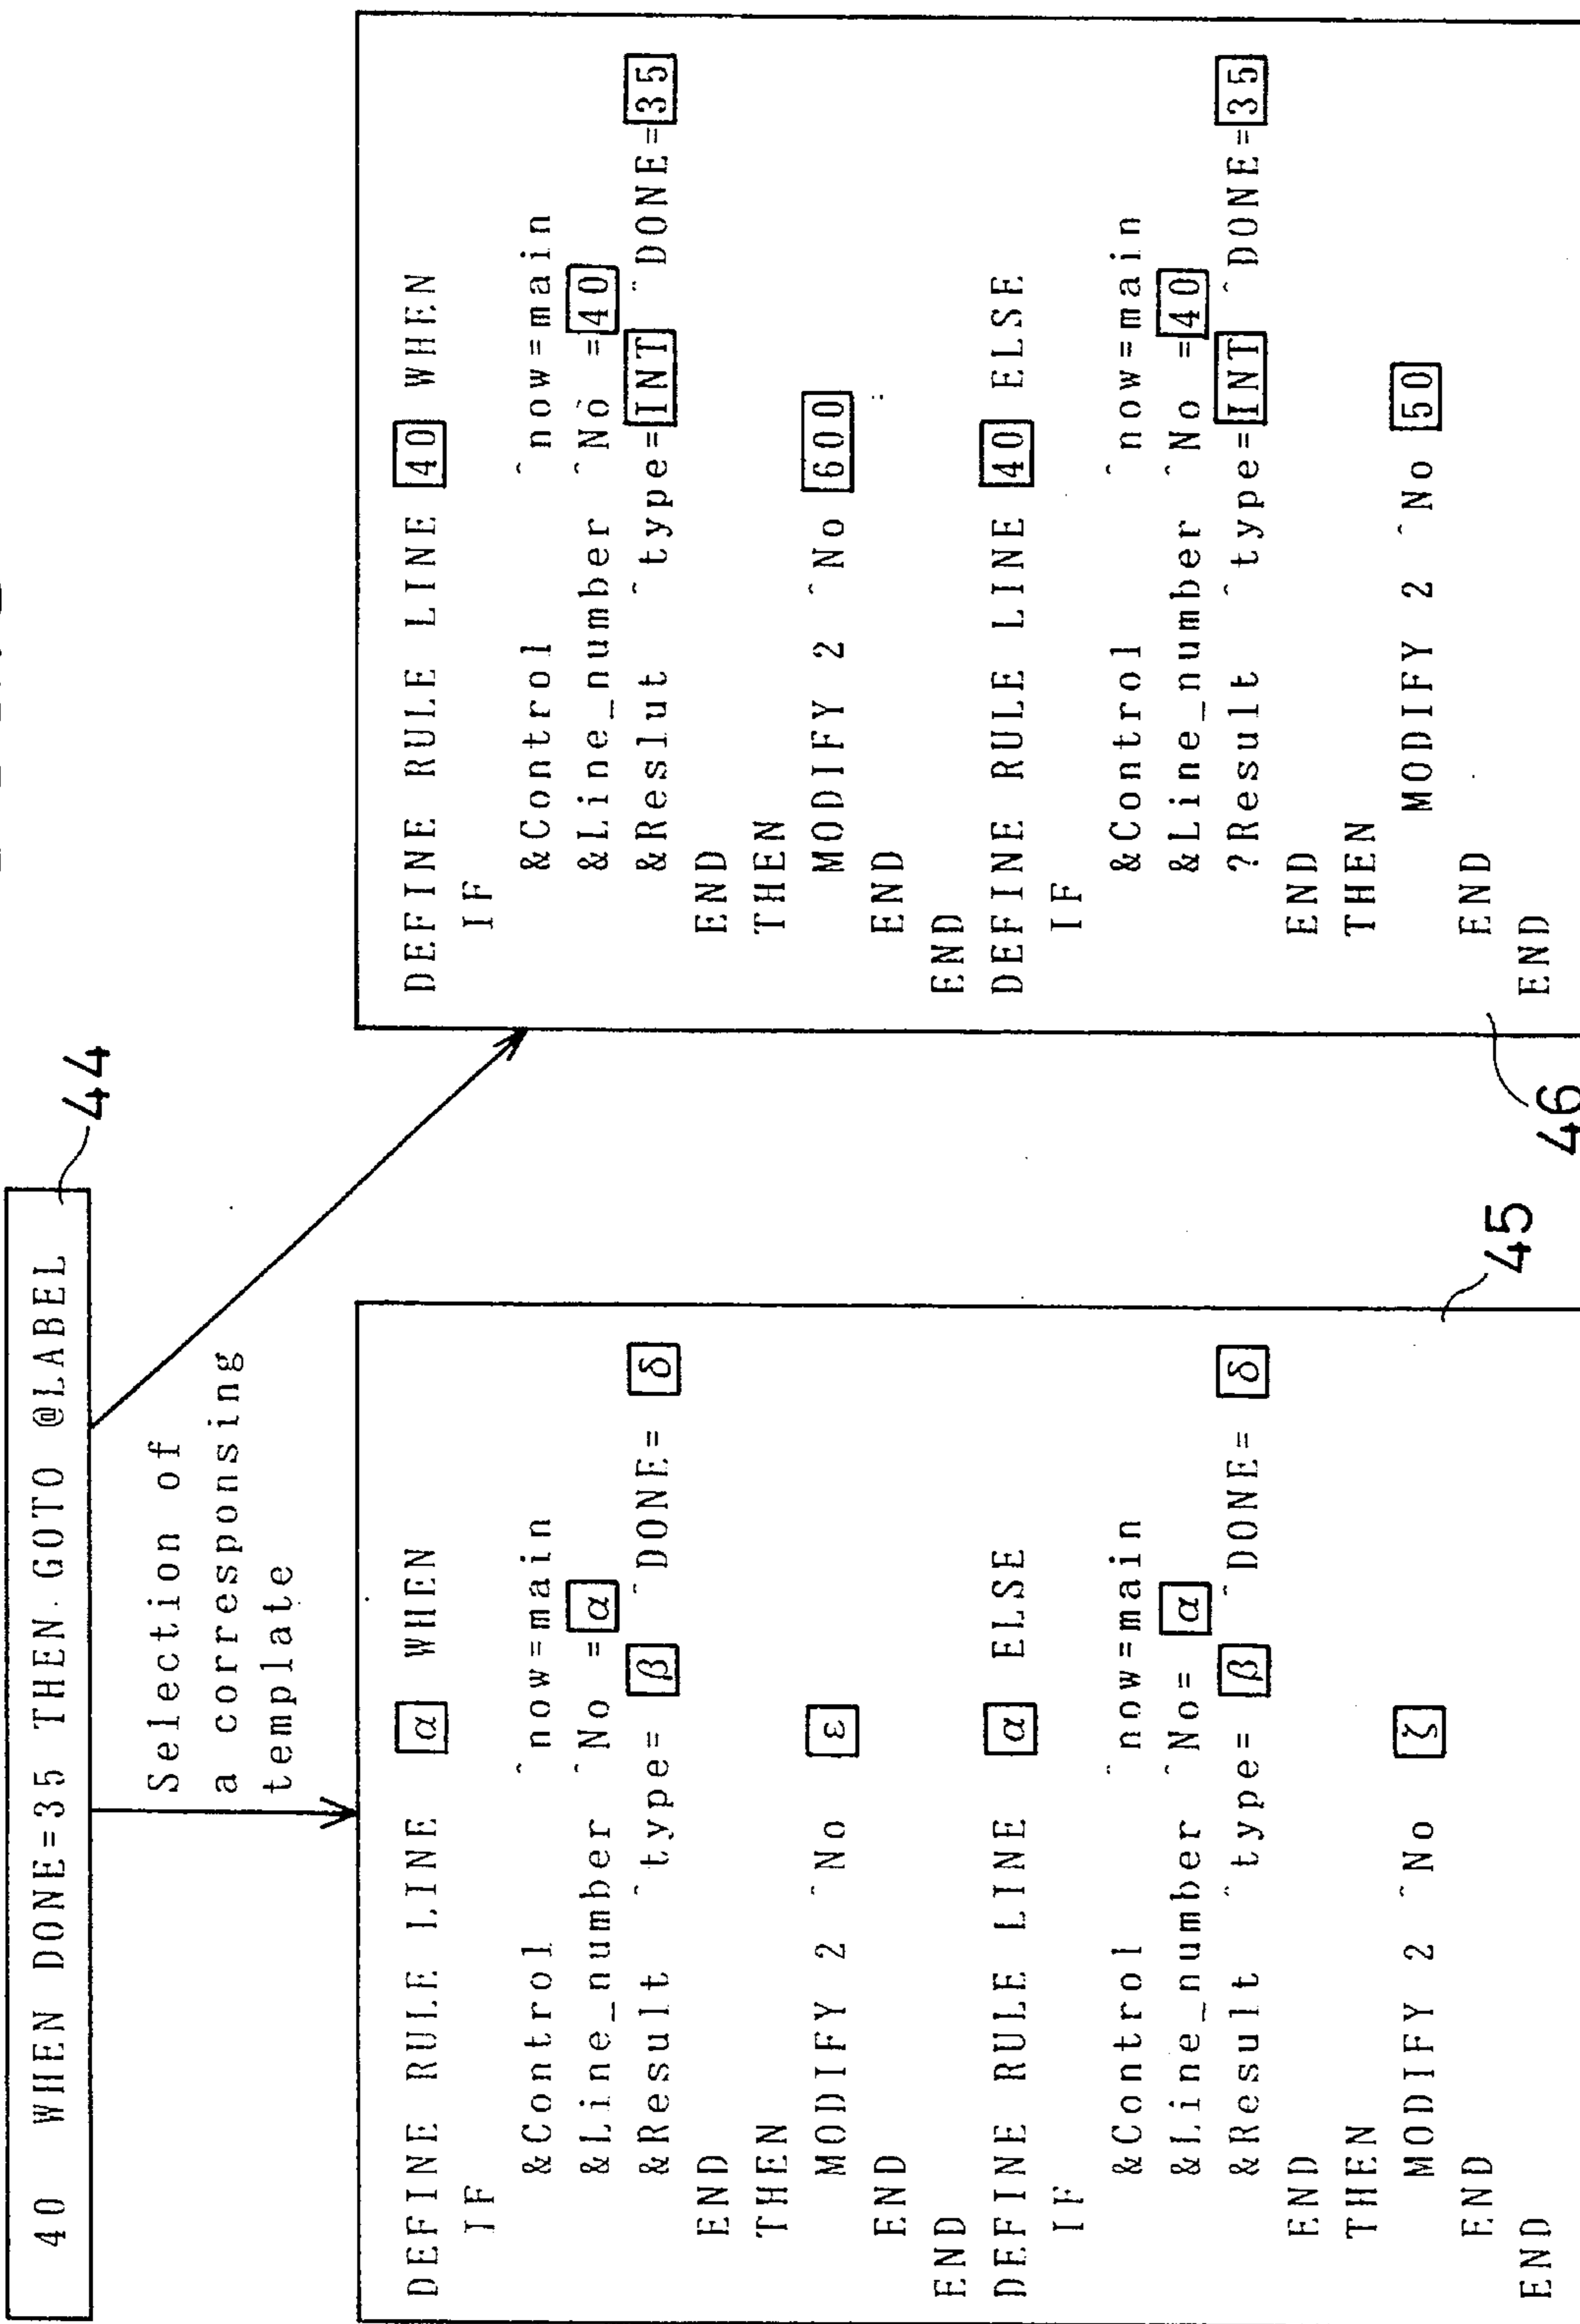 40 WHEN DONE=35 THEN GOTO @LABEL
44
Selection of
a corresponsing
template
DEFINE RULE LINE α WHEN
IF
&Control ^now=main
&Line_number ^No =α
&Result ^type= β ^DONE= δ
END
THEN
MODIFY 2 ^No ε
END
END
DEFINE RULE LINE α ELSE
IF
&Control ^now=main
&Line_number ^No= α
&Result ^type= β ^DONE= δ
END
THEN
MODIFY 2 ^No ζ
END
END
45
DEFINE RULE LINE 40 WHEN
IF
&Control ^now=main
&Line_number ^No =40
&Reslut ^type=INT ^DONE=35
END
THEN
MODIFY 2 ^No 600
END
END
DEFINE RULE LINE 40 ELSE
IF
&Control ^now=main
&Line_number ^No =40
?Result ^type=INT ^DONE=35
END
THEN
MODIFY 2 ^No 50
END
END
46